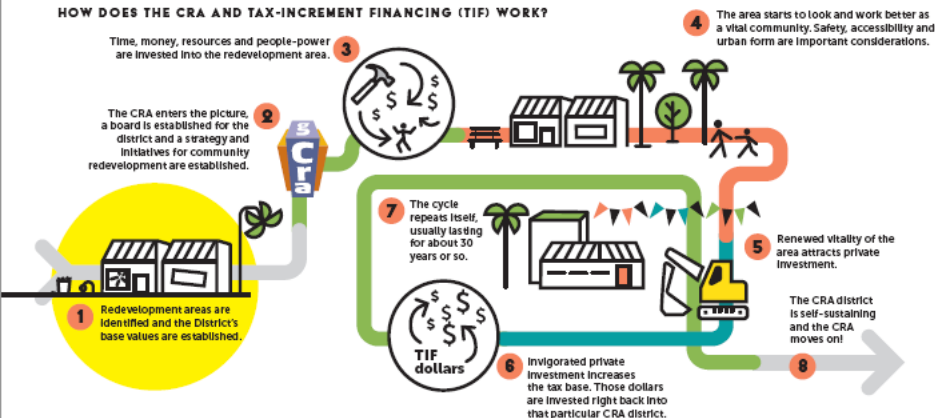 HOW DOES THE CRA AND TAX-INCREMENT FINANCING (TIF) WORK?
1
Redevelopment areas are
identified and the District's
base values are established.
2
The CRA enters the picture,
a board is established for the
district and a strategy and
initiatives for community
redevelopment are established.
g
cra
3
Time, money, resources and people-power
are invested into the redevelopment area.
$
$
$
$
4
The area starts to look and work better as
a vital community. Safety, accessibility and
urban form are important considerations.
5
Renewed vitality of the
area attracts private
investment.
6
Invigorated private
investment increases
the tax base. Those dollars
are invested right back into
that particular CRA district.
$
$
$
$
$
$
TIF
dollars
7
The cycle
repeats itself,
usually lasting
for about 30
years or so.
8
The CRA district
is self-sustaining
and the CRA
moves on!